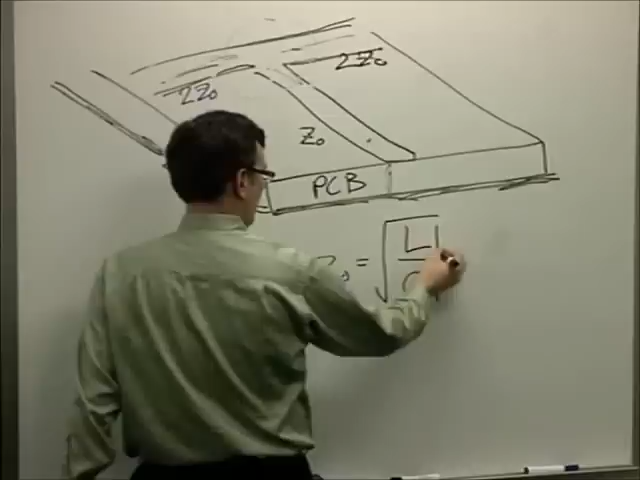 2Z₀
2Z₀
Z₀
PCB
Z₀ = √L
C